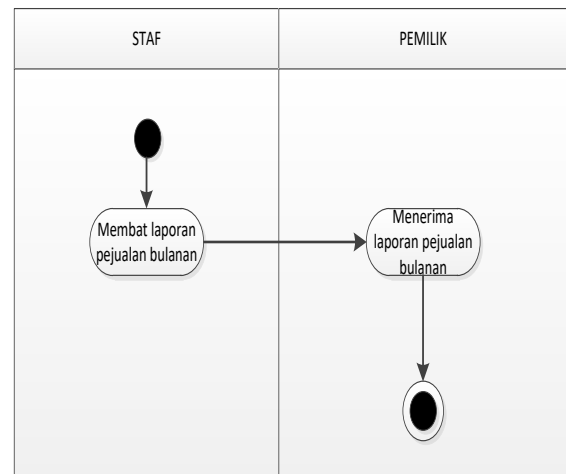 STAF
PEMILIK
Membat laporan
pejualan bulanan
Menerima
laporan pejualan
bulanan